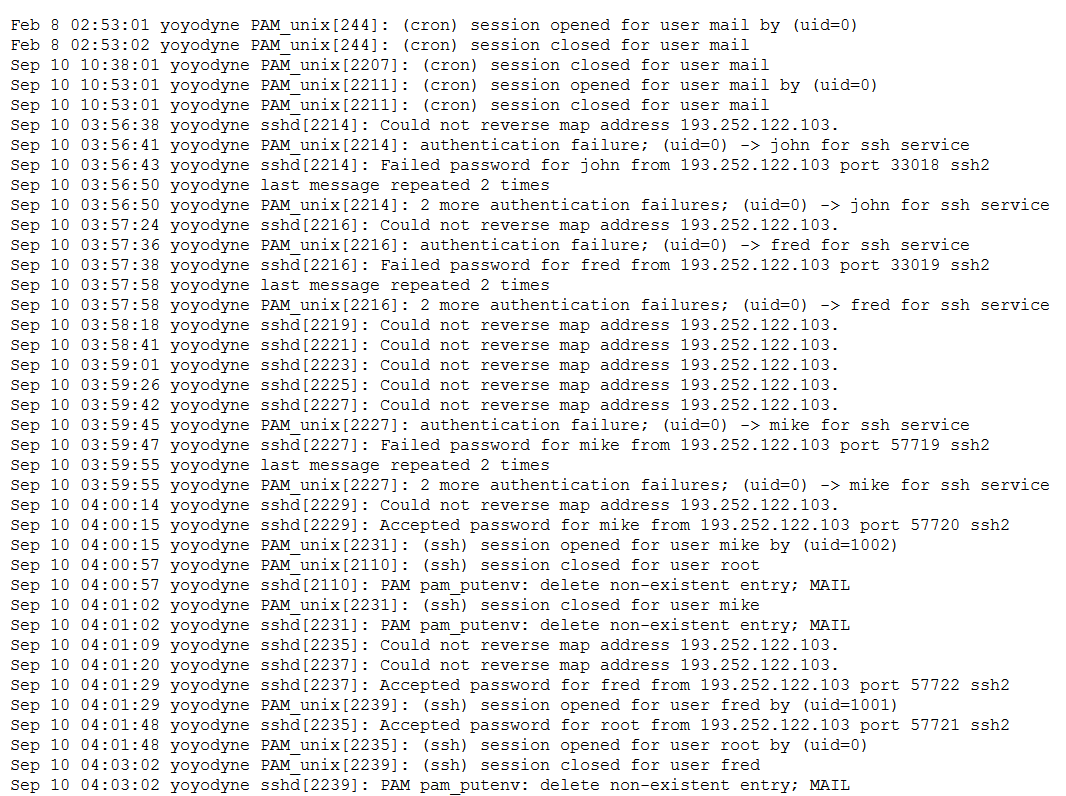 Feb 8 02:53:01 yoyodyne PAM_unix[244]: (cron) session opened for user mail by (uid=0)
Feb 8 02:53:02 yoyodyne PAM_unix[244]: (cron) session closed for user mail
Sep 10 10:38:01 yoyodyne PAM_unix[2207]: (cron) session closed for user mail
Sep 10 10:53:01 yoyodyne PAM_unix[2211]: (cron) session opened for user mail by (uid=0)
Sep 10 10:53:01 yoyodyne PAM_unix[2211]: (cron) session closed for user mail
Sep 10 03:56:38 yoyodyne sshd[2214]: Could not reverse map address 193.252.122.103.
Sep 10 03:56:41 yoyodyne PAM_unix[2214]: authentication failure; (uid=0) -> john for ssh service
Sep 10 03:56:43 yoyodyne sshd[2214]: Failed password for john from 193.252.122.103 port 33018 ssh2
Sep 10 03:56:50 yoyodyne last message repeated 2 times
Sep 10 03:56:50 yoyodyne PAM_unix[2214]: 2 more authentication failures; (uid=0) -> john for ssh service
Sep 10 03:57:24 yoyodyne sshd[2216]: Could not reverse map address 193.252.122.103.
Sep 10 03:57:36 yoyodyne PAM_unix[2216]: authentication failure; (uid=0) -> fred for ssh service
Sep 10 03:57:38 yoyodyne sshd[2216]: Failed password for fred from 193.252.122.103 port 33019 ssh2
Sep 10 03:57:58 yoyodyne last message repeated 2 times
Sep 10 03:57:58 yoyodyne PAM_unix[2216]: 2 more authentication failures; (uid=0) -> fred for ssh service
Sep 10 03:58:18 yoyodyne sshd[2219]: Could not reverse map address 193.252.122.103.
Sep 10 03:58:41 yoyodyne sshd[2221]: Could not reverse map address 193.252.122.103.
Sep 10 03:59:01 yoyodyne sshd[2223]: Could not reverse map address 193.252.122.103.
Sep 10 03:59:26 yoyodyne sshd[2225]: Could not reverse map address 193.252.122.103.
Sep 10 03:59:42 yoyodyne sshd[2227]: Could not reverse map address 193.252.122.103.
Sep 10 03:59:45 yoyodyne PAM_unix[2227]: authentication failure; (uid=0) -> mike for ssh service
Sep 10 03:59:47 yoyodyne sshd[2227]: Failed password for mike from 193.252.122.103 port 57719 ssh2
Sep 10 03:59:55 yoyodyne last message repeated 2 times
Sep 10 03:59:55 yoyodyne PAM_unix[2227]: 2 more authentication failures; (uid=0) -> mike for ssh service
Sep 10 04:00:14 yoyodyne sshd[2229]: Could not reverse map address 193.252.122.103.
Sep 10 04:00:15 yoyodyne sshd[2229]: Accepted password for mike from 193.252.122.103 port 57720 ssh2
Sep 10 04:00:15 yoyodyne PAM_unix[2231]: (ssh) session opened for user mike by (uid=1002)
Sep 10 04:00:57 yoyodyne PAM_unix[2110]: (ssh) session closed for user root
Sep 10 04:00:57 yoyodyne sshd[2110]: PAM pam_putenv: delete non-existent entry; MAIL
Sep 10 04:01:02 yoyodyne PAM_unix[2231]: (ssh) session closed for user mike
Sep 10 04:01:02 yoyodyne sshd[2231]: PAM pam_putenv: delete non-existent entry; MAIL
Sep 10 04:01:09 yoyodyne sshd[2235]: Could not reverse map address 193.252.122.103.
Sep 10 04:01:20 yoyodyne sshd[2237]: Could not reverse map address 193.252.122.103.
Sep 10 04:01:29 yoyodyne sshd[2237]: Accepted password for fred from 193.252.122.103 port 57722 ssh2
Sep 10 04:01:29 yoyodyne PAM_unix[2239]: (ssh) session opened for user fred by (uid=1001)
Sep 10 04:01:48 yoyodyne sshd[2235]: Accepted password for root from 193.252.122.103 port 57721 ssh2
Sep 10 04:01:48 yoyodyne PAM_unix[2235]: (ssh) session opened for user root by (uid=0)
Sep 10 04:03:02 yoyodyne PAM_unix[2239]: (ssh) session closed for user fred
Sep 10 04:03:02 yoyodyne sshd[2239]: PAM pam_putenv: delete non-existent entry; MAIL